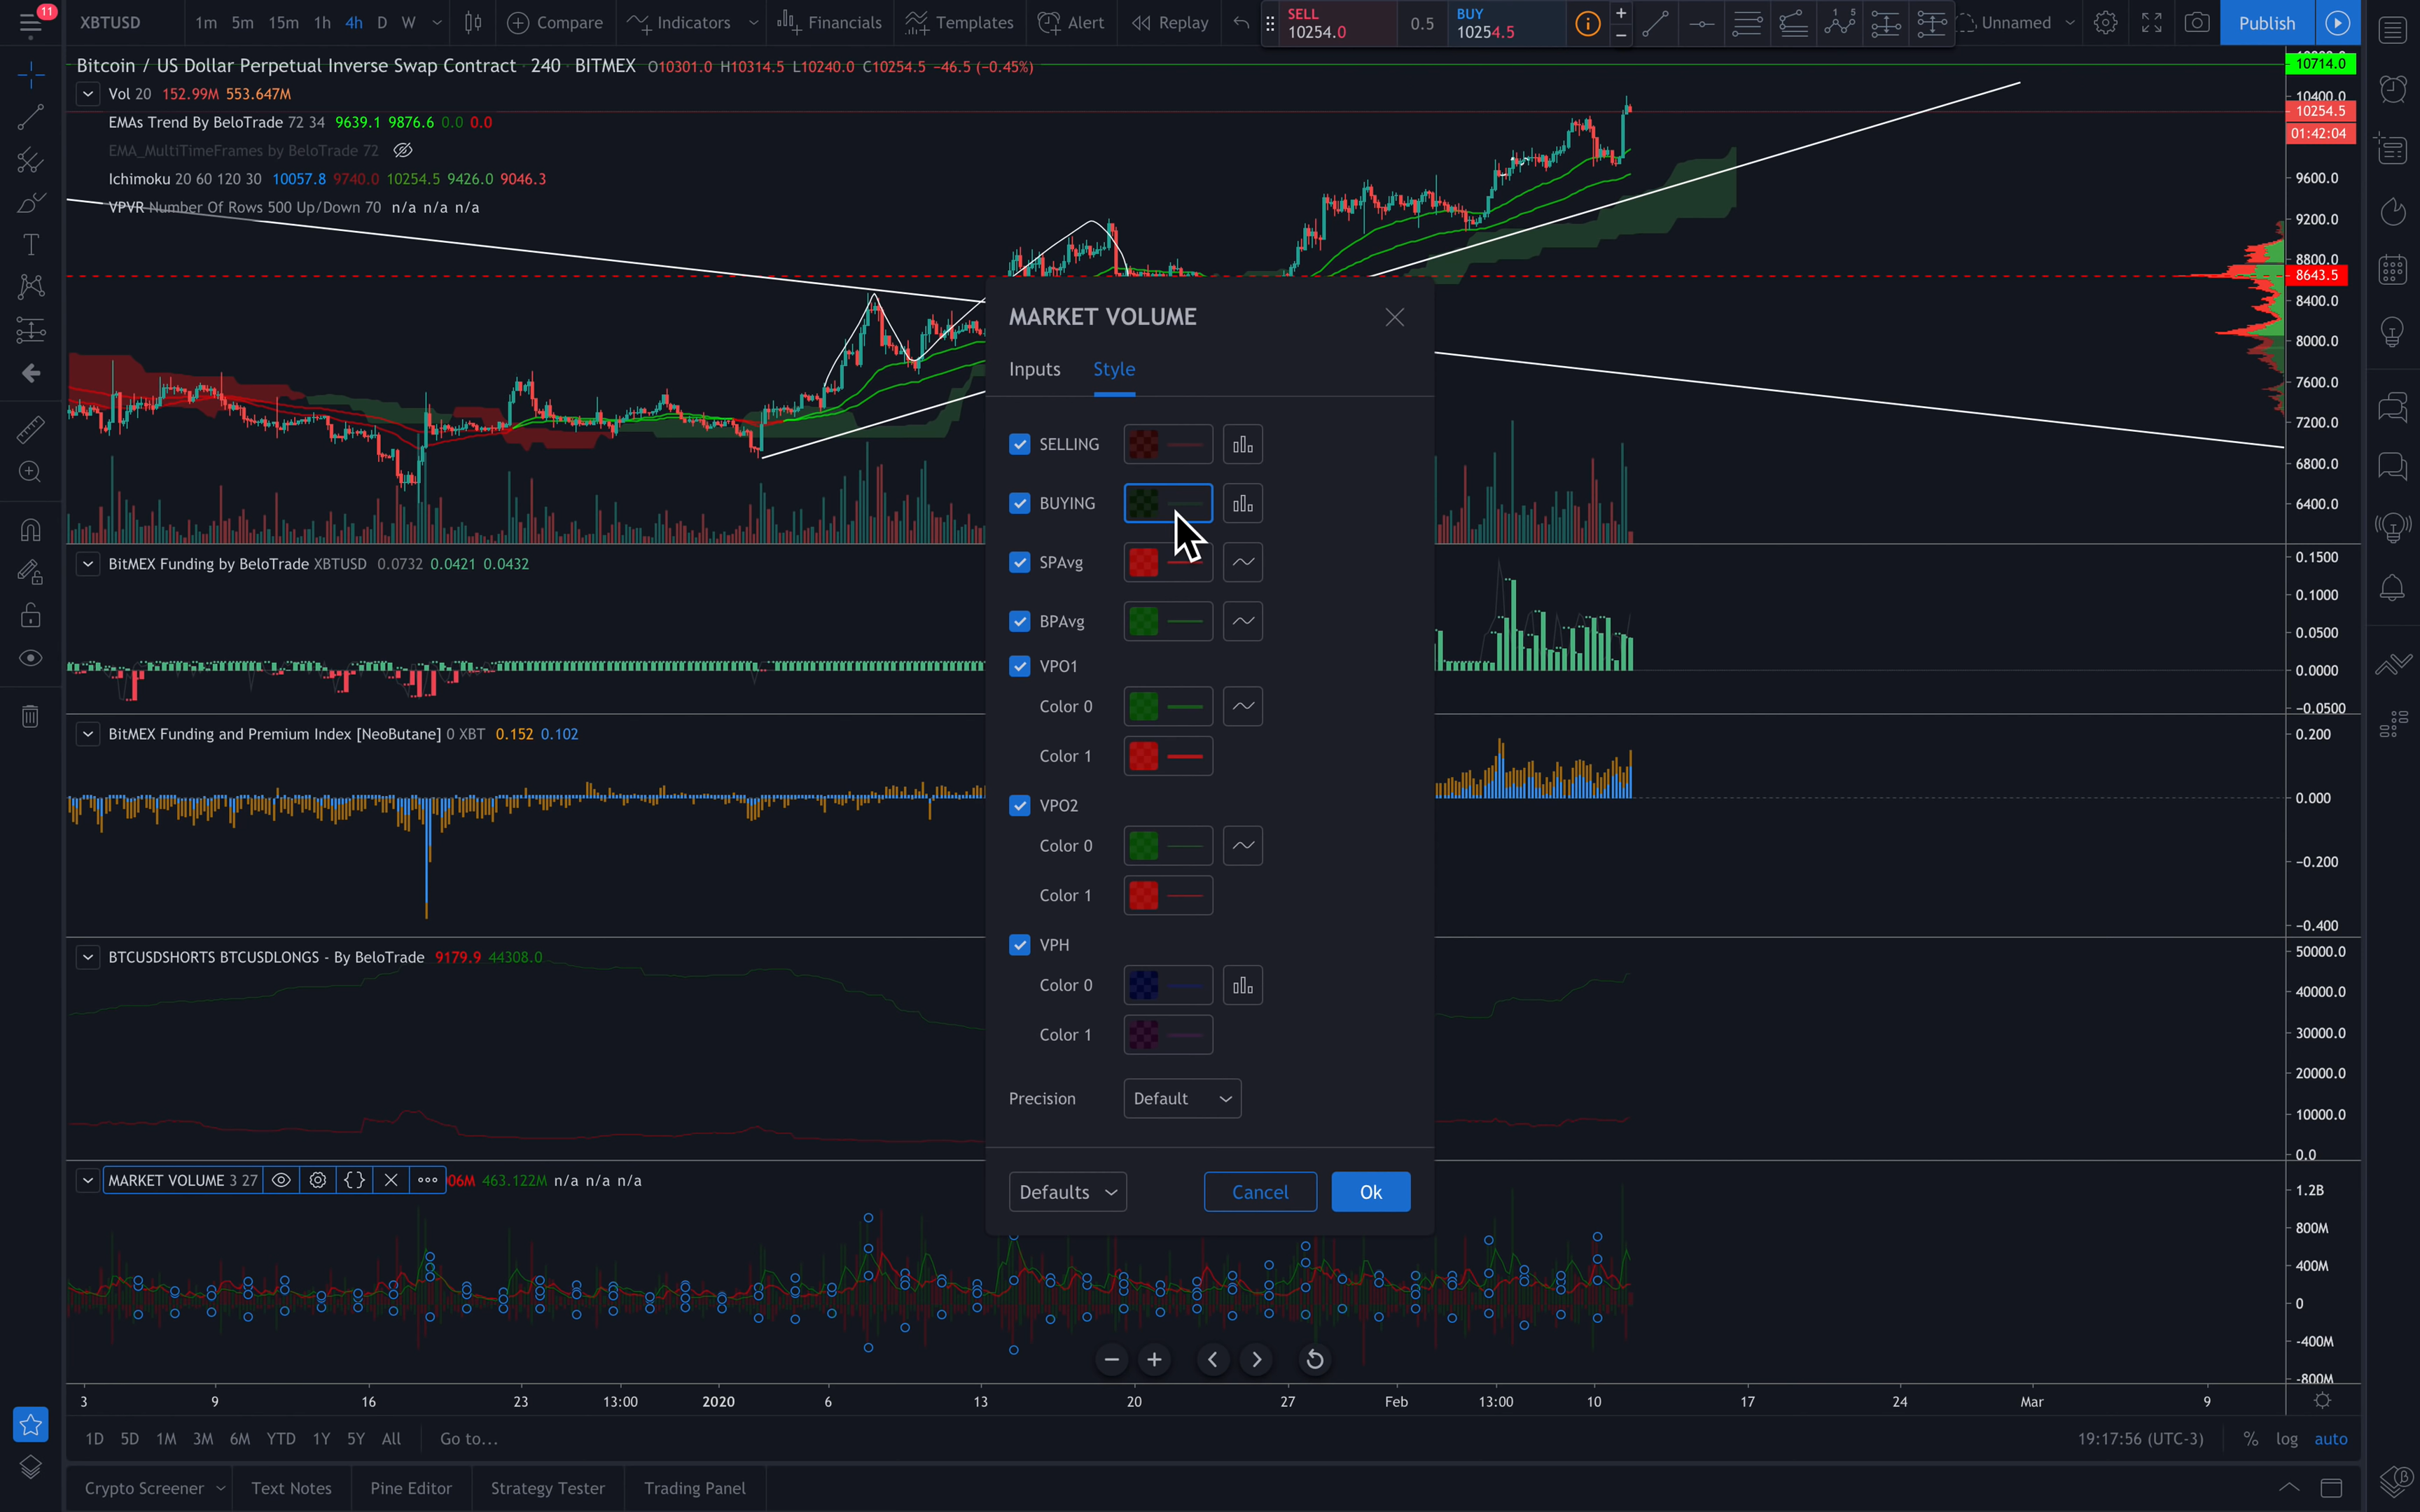 11
XBTUSD 1m 5m 15m 1h 4h D W Compare Indicators Financials Templates Alert Replay
SELL
10254.0
0.5
BUY
10254.5
1 5
Unnamed
Publish
Bitcoin / US Dollar Perpetual Inverse Swap Contract 240 BITMEX O10301.0 H10314.5 L10240.0 C10254.5 −46.5 (−0.45%)
Vol 20 152.99M 553.647M
EMAs Trend By BeloTrade 72 34 9639.1 9876.6 0.0 0.0
EMA_MultiTimeFrames by BeloTrade 72
Ichimoku 20 60 120 30 10057.8 9740.0 10254.5 9426.0 9046.3
VPVR Number Of Rows 500 Up/Down 70 n/a n/a n/a
10714.0
10400.0
10254.5
01:42:04
9600.0
9200.0
8800.0
8643.5
8400.0
8000.0
7600.0
7200.0
6800.0
6400.0
BitMEX Funding by BeloTrade XBTUSD 0.0732 0.0421 0.0432
0.1500
0.1000
0.0500
0.0000
−0.0500
BitMEX Funding and Premium Index [NeoButane] 0 XBT 0.152 0.102
0.200
0.000
−0.200
−0.400
BTCUSDSHORTS BTCUSDLONGS - By BeloTrade 9179.9 44308.0
50000.0
40000.0
30000.0
20000.0
10000.0
0.0
MARKET VOLUME 3 27 06M 463.122M n/a n/a n/a
1.2B
800M
400M
0
−400M
−800M
MARKET VOLUME
Inputs Style
SELLING
BUYING
SPAvg
BPAvg
VPO1
Color 0
Color 1
VPO2
Color 0
Color 1
VPH
Color 0
Color 1
Precision Default
Defaults Cancel Ok
3 9 16 23 13:00 2020 6 13 20 27 Feb 13:00 10 17 24 Mar 9
1D 5D 1M 3M 6M YTD 1Y 5Y All Go to... 19:17:56 (UTC-3) % log auto
Crypto Screener Text Notes Pine Editor Strategy Tester Trading Panel